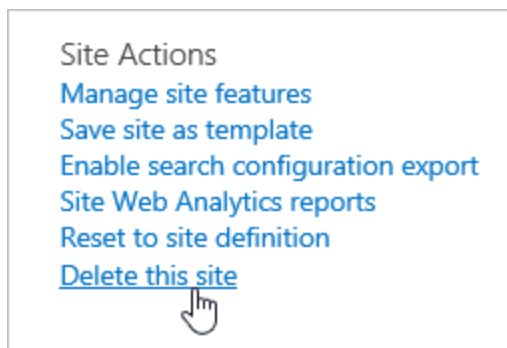 Site Actions
Manage site features
Save site as template
Enable search configuration export
Site Web Analytics reports
Reset to site definition
Delete this site